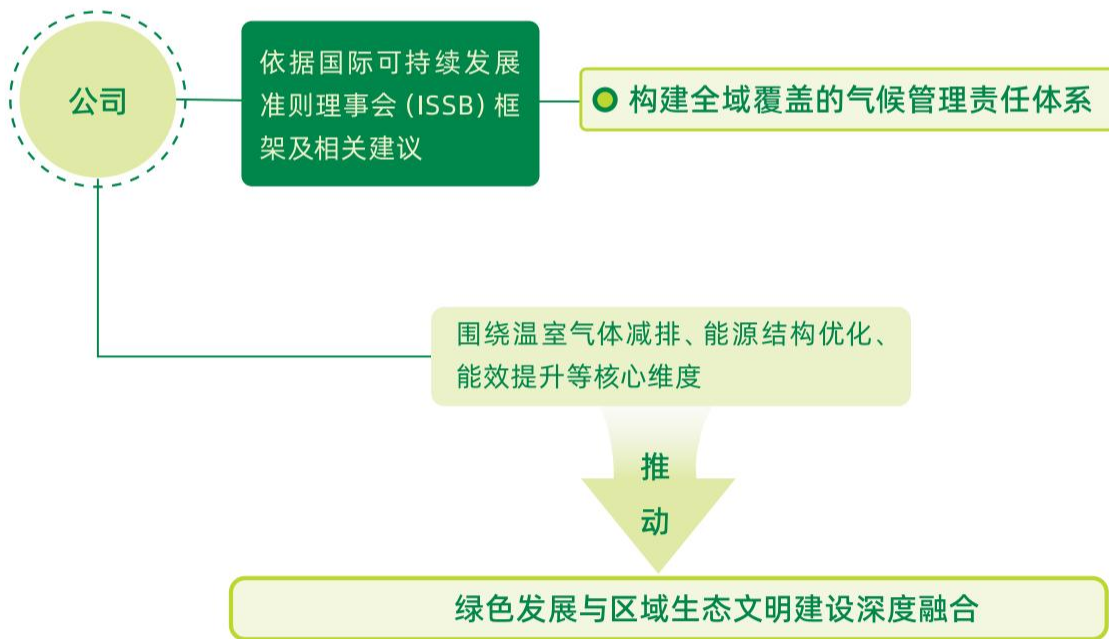 公司
依据国际可持续发展
准则理事会(ISSB)框
架及相关建议
构建全域覆盖的气候管理责任体系
围绕温室气体减排、能源结构优化、
能效提升等核心维度
推
动
绿色发展与区域生态文明建设深度融合